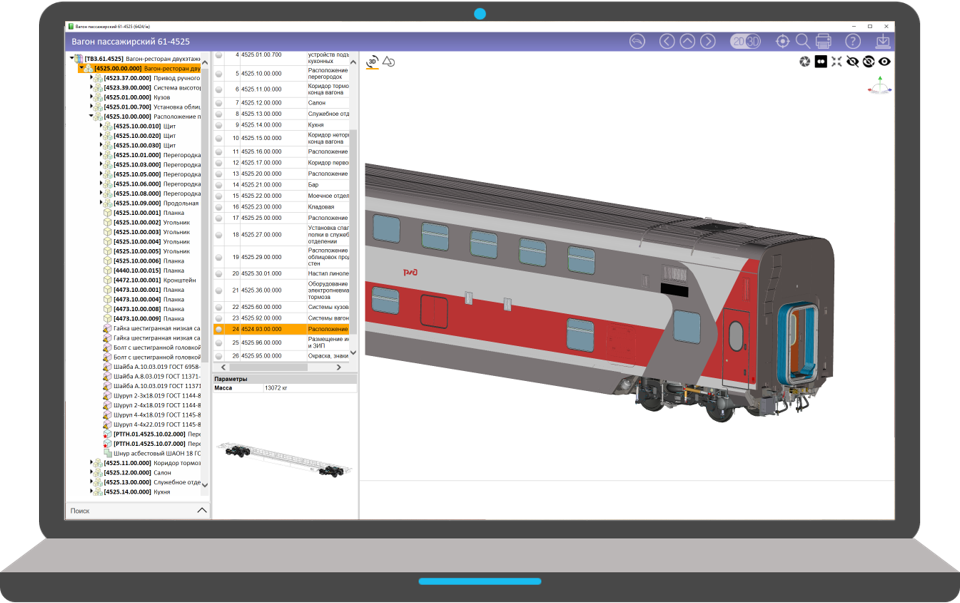 Вагон пассажирский 61-4525 (64Бит)
Вагон пассажирский 61-4525
2D 3D
[ТВЗ.61.4525] Вагон-ресторан двухэтажн
[4525.00.00.000] Вагон-ресторан дву
[4523.37.00.000] Привод ручного
[4523.39.00.000] Система высото
[4525.01.00.000] Кузов
[4525.01.00.700] Установка облиц
[4525.10.00.000] Расположение п
[4525.10.00.010] Щит
[4525.10.00.020] Щит
[4525.10.00.030] Щит
[4525.10.01.000] Перегородка
[4525.10.03.000] Перегородка
[4525.10.05.000] Перегородка
[4525.10.06.000] Перегородка
[4525.10.08.000] Перегородка
[4525.10.09.000] Продольная
[4525.10.00.001] Планка
[4525.10.00.002] Угольник
[4525.10.00.003] Угольник
[4525.10.00.004] Угольник
[4525.10.00.005] Угольник
[4525.10.00.006] Планка
[4440.10.00.015] Планка
[4472.10.00.001] Кронштейн
[4473.10.00.001] Планка
[4473.10.00.004] Планка
[4473.10.00.008] Планка
[4473.10.00.009] Планка
Гайка шестигранная низкая са
Гайка шестигранная низкая са
Болт с шестигранной головкой
Болт с шестигранной головкой
Шайба А.10.03.019 ГОСТ 6958-
Шайба А.8.03.019 ГОСТ 11371-
Шайба А.10.03.019 ГОСТ 11371
Шуруп 2-3х18.019 ГОСТ 1144-8
Шуруп 2-4х18.019 ГОСТ 1144-8
Шуруп 4-4х18.019 ГОСТ 1145-8
Шуруп 4-4х22.019 ГОСТ 1145-8
[РТГН.01.4525.10.02.000] Пере
[РТГН.01.4525.10.07.000] Пере
Шнур асбестовый ШАОН 18 ГС
[4525.11.00.000] Коридор тормоз
[4525.12.00.000] Салон
[4525.13.00.000] Служебное отде
[4525.14.00.000] Кухня
Поиск
4 4525.01.00.700 устройств подъ
кухонных
5 4525.10.00.000 Расположение
перегородок
6 4525.11.00.000 Коридор тормо
конца вагона
7 4525.12.00.000 Салон
8 4525.13.00.000 Служебное отд
9 4525.14.00.000 Кухня
10 4525.15.00.000 Коридор нетор
конца вагона
11 4525.16.00.000 Расположение
12 4525.17.00.000 Коридор перво
13 4525.20.00.000 Расположение
14 4525.21.00.000 Бар
15 4525.22.00.000 Моечное отдел
16 4525.23.00.000 Кладовая
17 4525.25.00.000 Расположение
18 4525.27.00.000 Установка спал
полки в служеб
отделении
19 4525.29.00.000 Расположение
облицовок прод
стен
20 4525.30.01.000 Настил линоле
21 4525.36.00.000 Оборудование
электропневма
тормоза
22 4525.60.00.000 Системы кузов
23 4525.92.00.000 Системы вагон
24 4524.93.00.000 Расположение
25 4525.96.00.000 Размещение и
и ЗИП
26 4525.95.00.000 Окраска, знаки
Параметры
Масса 13072 кг
3D
ржд